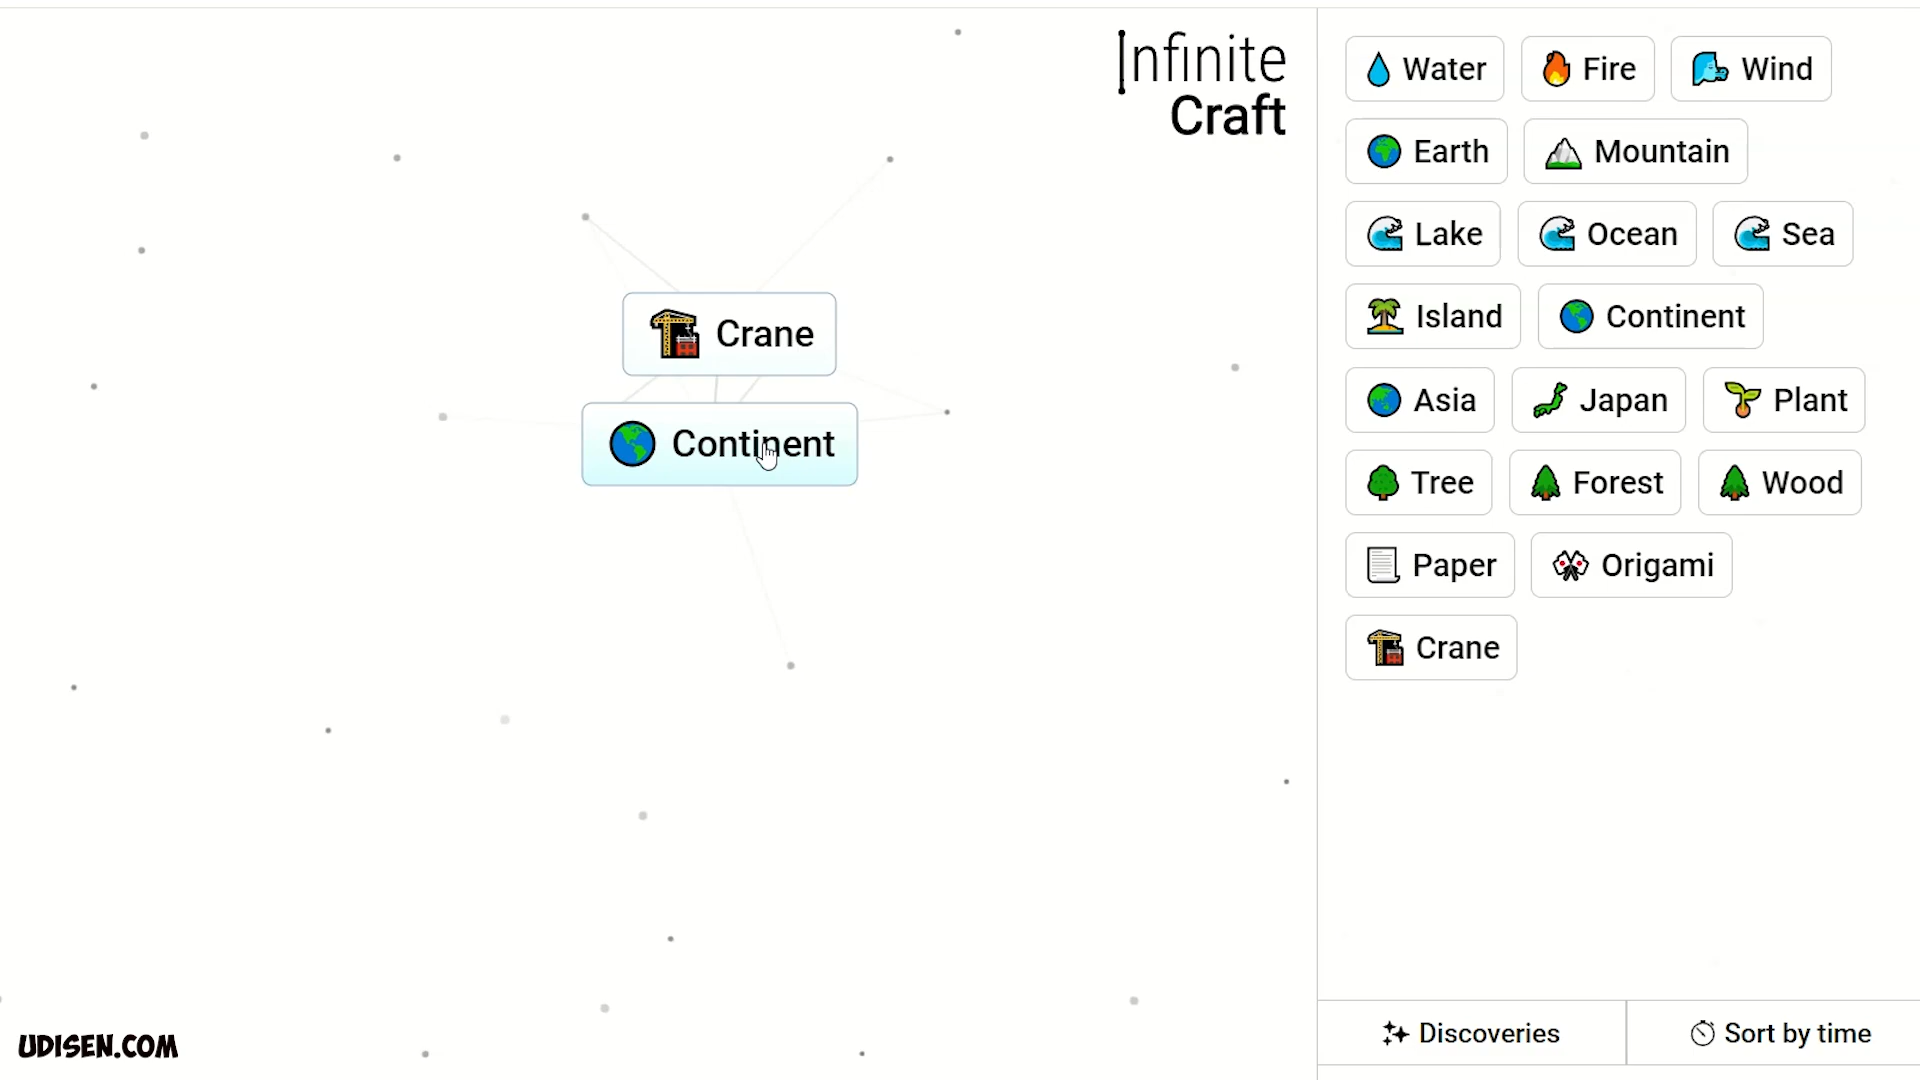 Infinite
Craft
Crane
Continent
Water Fire Wind
Earth Mountain
Lake Ocean Sea
Island Continent
Asia Japan Plant
Tree Forest Wood
Paper Origami
Crane
Discoveries Sort by time
UDISEN.COM